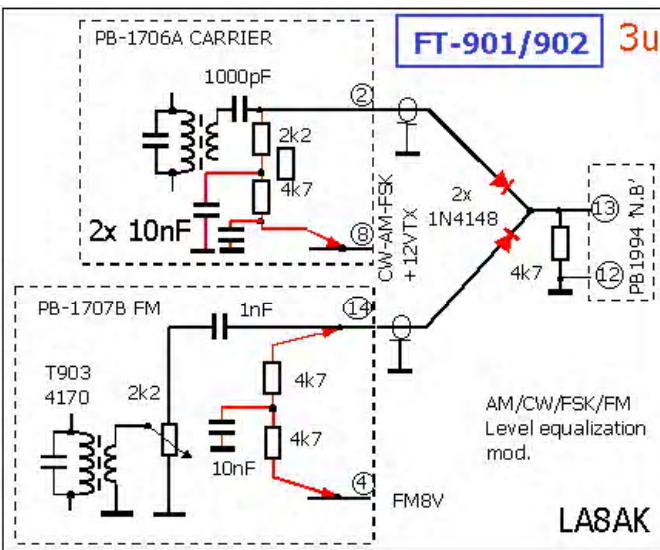 PB-1706A CARRIER
FT-901/902
3u
1000pF
2
2k2
4k7
2x 10nF
8
CW-AM-FSK
+12VTX
2x
1N4148
13
4k7
12
PB1994 'N.B'
PB-1707B FM
1nF
14
T903
4170
2k2
4k7
4k7
10nF
4
FM8V
AM/CW/FSK/FM
Level equalization
mod.
LA8AK